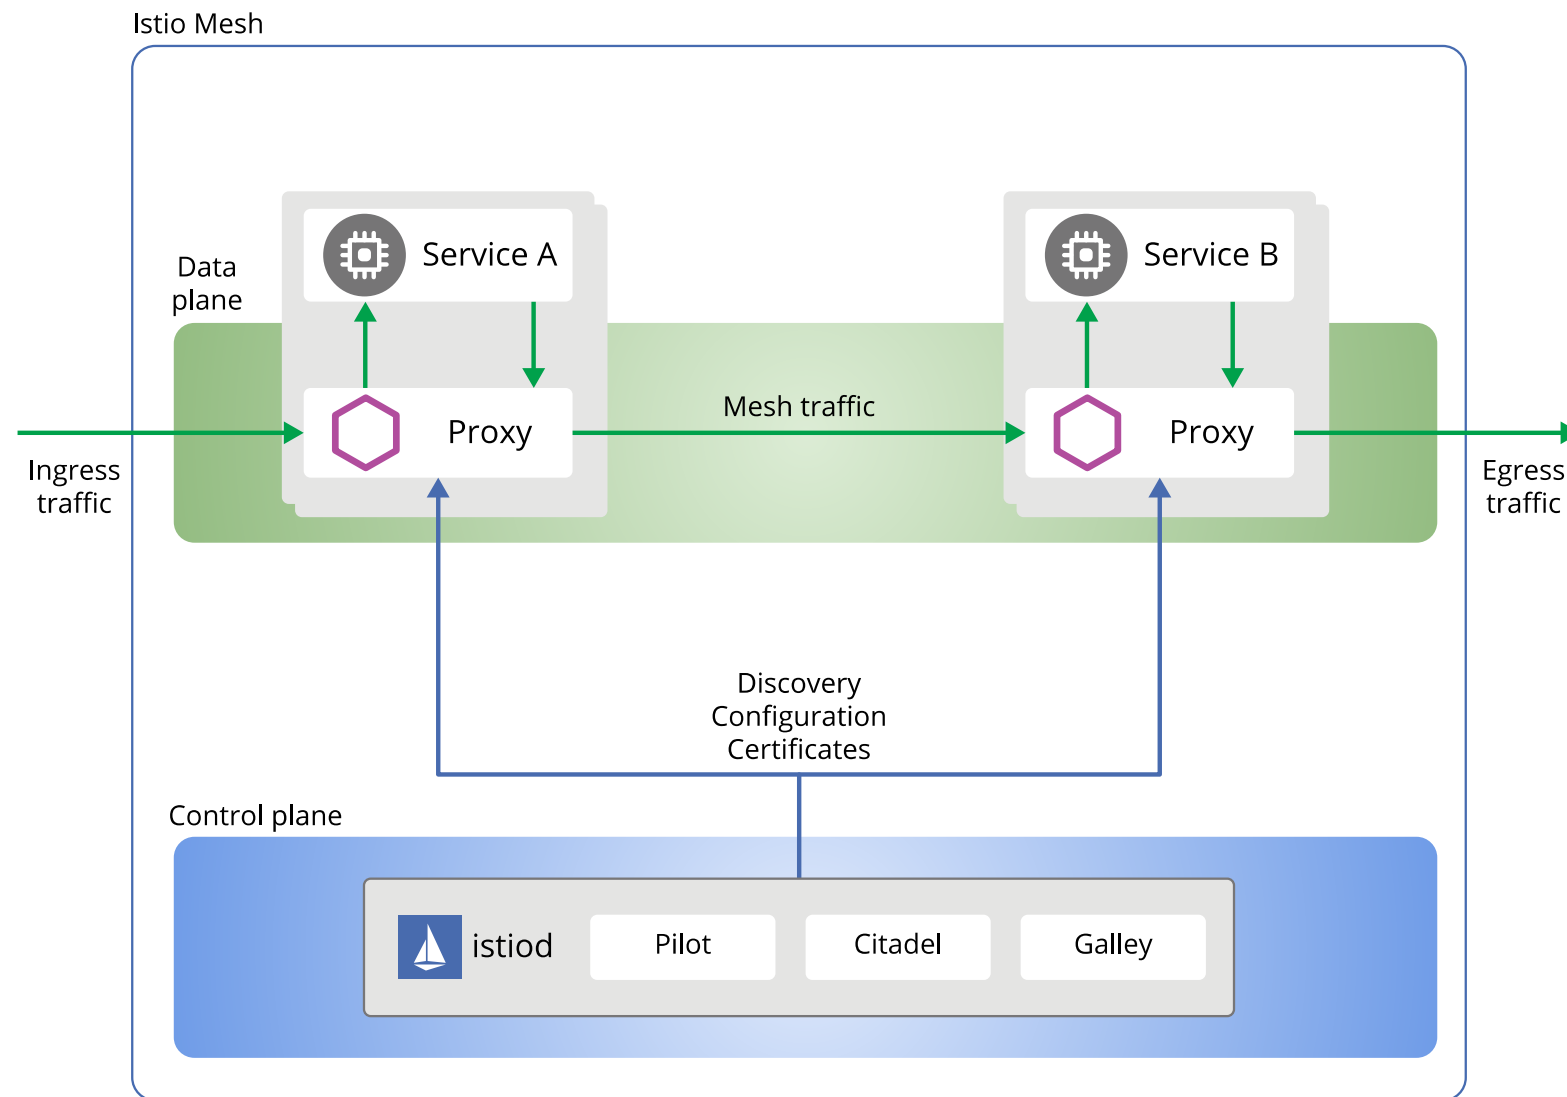 Istio Mesh
Data
plane
Service A
Service B
Proxy
Mesh traffic
Proxy
Ingress
traffic
Egress
traffic
Discovery
Configuration
Certificates
Control plane
istiod
Pilot
Citadel
Galley